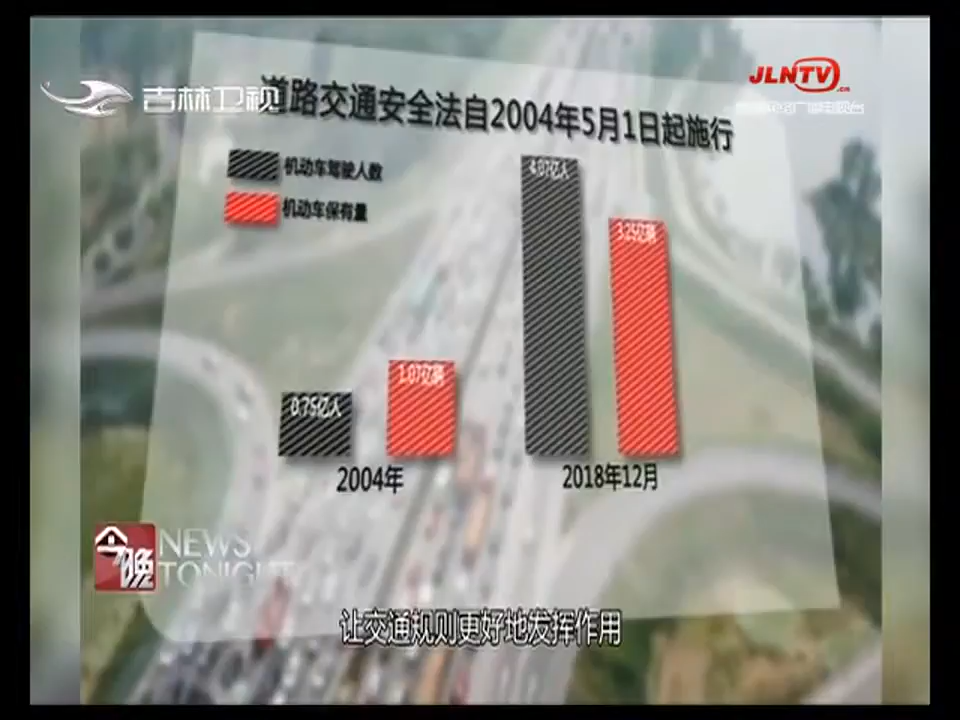 吉林卫视
JLNTV.cn
道路交通安全法自2004年5月1日起施行
机动车驾驶人数
机动车保有量
4.07亿人
3.25亿辆
1.07亿辆
0.75亿人
2004年
2018年12月
今晚
NEWS TONIGHT
让交通规则更好地发挥作用